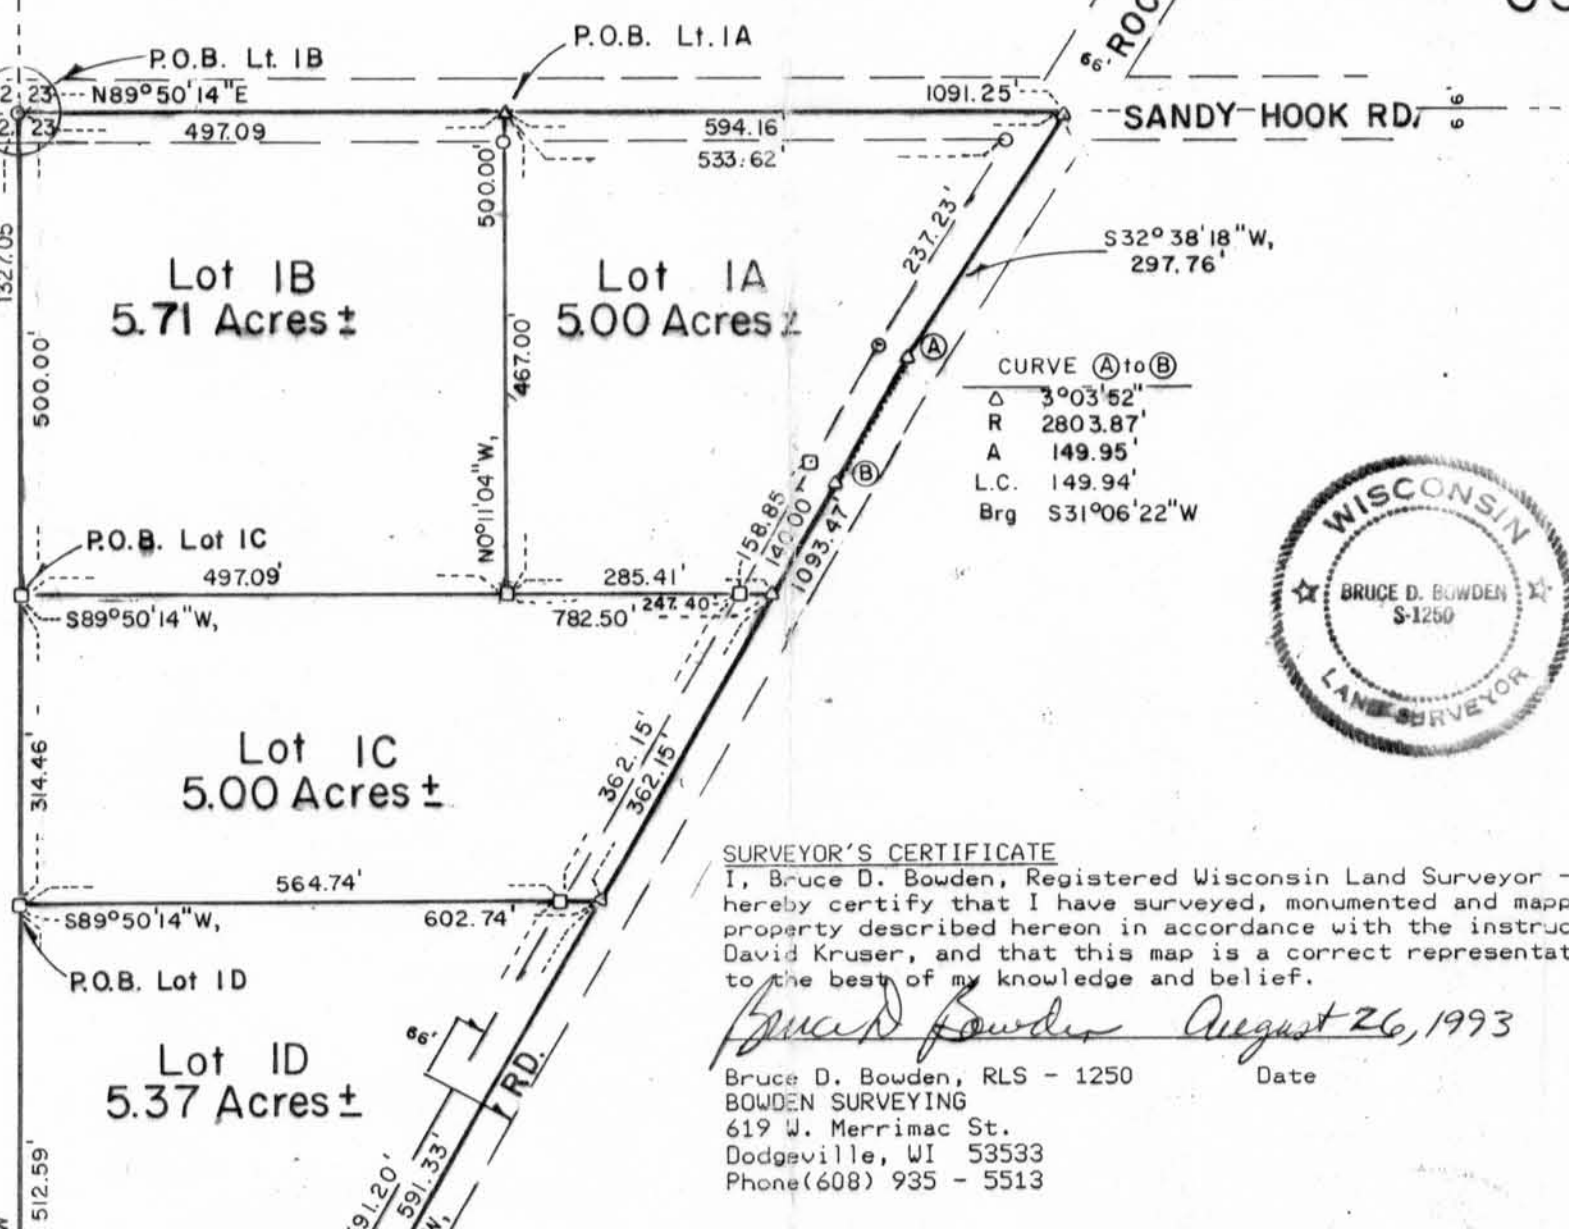 P.O.B. Lt. 1B
P.O.B. Lt. 1A
66' ROC
23 N89°50'14"E
1091.25'
SANDY HOOK RD.
66'
23
497.09
594.16'
533.62'
1327.05
500.00'
500.00'
237.23'
S32°38'18"W,
297.76'
Lot 1B
5.71 Acres ±
Lot 1A
5.00 Acres ±
467.00'
N0°11'04"W,
A
CURVE A to B
△ 3°03'52"
R 2803.87'
A 149.95'
L.C. 149.94'
Brg S31°06'22"W
B
158.85
140.00'
1093.47'
WISCONSIN
BRUCE D. BOWDEN
S-1250
LAND SURVEYOR
P.O.B. Lot 1C
497.09'
285.41'
247.40'
782.50'
S89°50'14"W,
314.46'
Lot 1C
5.00 Acres ±
362.15'
362.15'
564.74'
S89°50'14"W,
602.74'
P.O.B. Lot 1D
66'
RD.
Lot 1D
5.37 Acres ±
512.59'
591.33'
91.20'
W,
SURVEYOR'S CERTIFICATE
I, Bruce D. Bowden, Registered Wisconsin Land Surveyor -
hereby certify that I have surveyed, monumented and mapp
property described hereon in accordance with the instruc
David Kruser, and that this map is a correct representat
to the best of my knowledge and belief.
Bruce D Bowden August 26, 1993
Bruce D. Bowden, RLS - 1250 Date
BOWDEN SURVEYING
619 W. Merrimac St.
Dodgeville, WI 53533
Phone(608) 935 - 5513